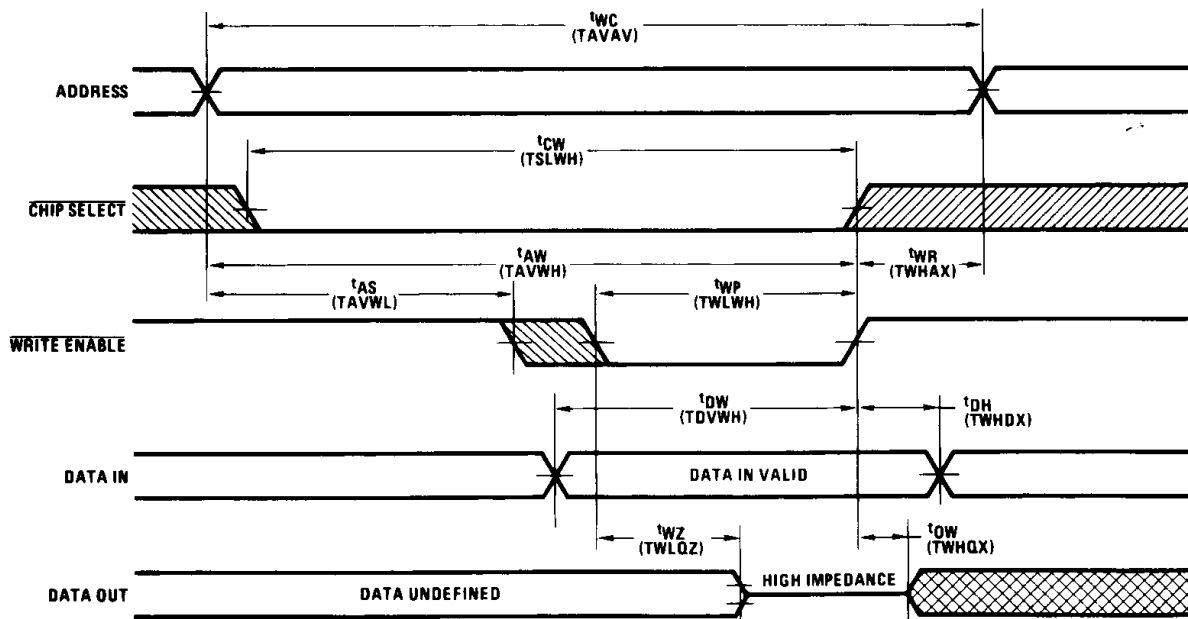 tWC
(TAVAV)
ADDRESS
tCW
(TSLWH)
CHIP SELECT
tAW
(TAVWH)
tWR
(TWHAX)
tAS
(TAVWL)
tWP
(TWLWH)
WRITE ENABLE
tDW
(TDVWH)
tDH
(TWHDX)
DATA IN
DATA IN VALID
tWZ
(TWLQZ)
tOW
(TWHQX)
DATA OUT
DATA UNDEFINED
HIGH IMPEDANCE